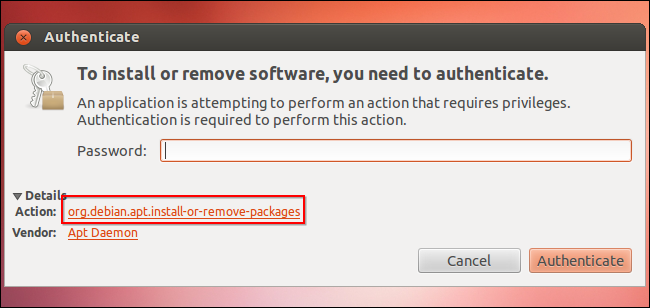 Authenticate
To install or remove software, you need to authenticate.
An application is attempting to perform an action that requires privileges.
Authentication is required to perform this action.
Password:
Details
Action: org.debian.apt.install-or-remove-packages
Vendor: Apt Daemon
Cancel Authenticate